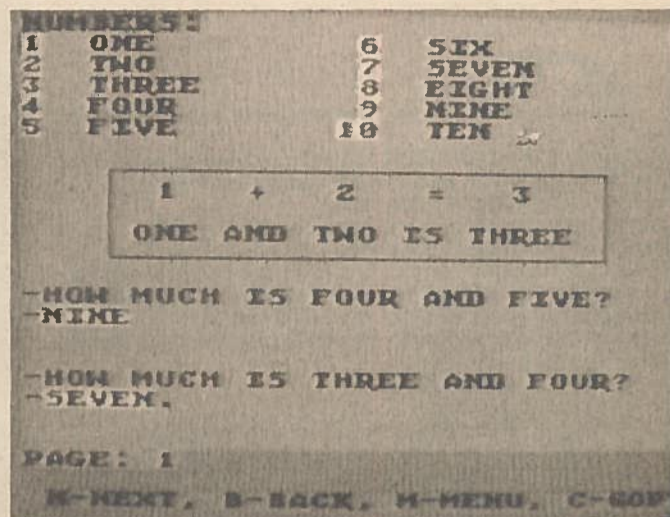 NUMBERS:
1 ONE 6 SIX
2 TWO 7 SEVEN
3 THREE 8 EIGHT
4 FOUR 9 NINE
5 FIVE 10 TEN
1 + 2 = 3
ONE AND TWO IS THREE
-HOW MUCH IS FOUR AND FIVE?
-NINE
-HOW MUCH IS THREE AND FOUR?
-SEVEN.
PAGE: 1
N-NEXT, B-BACK, M-MENU,